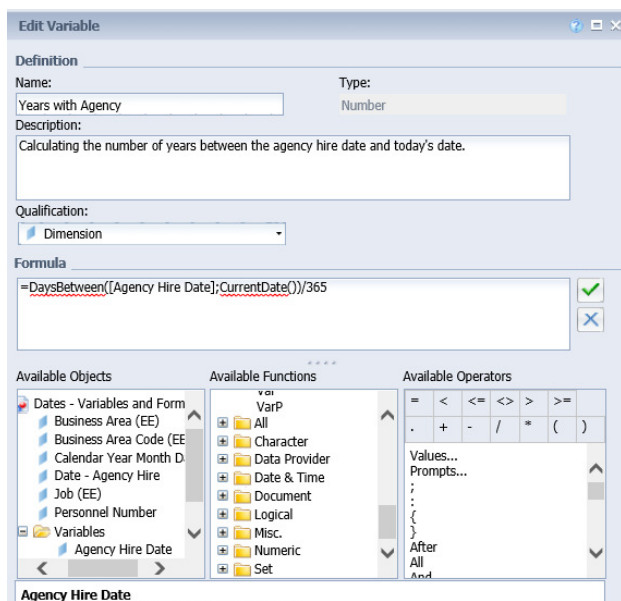 Edit Variable
Definition
Name:
Type:
Years with Agency
Number
Description:
Calculating the number of years between the agency hire date and today's date.
Qualification:
Dimension
Formula
=DaysBetween([Agency Hire Date];CurrentDate())/365
Available Objects
Available Functions
Available Operators
Dates - Variables and Form
Business Area (EE)
Business Area Code (EE
Calendar Year Month D
Date - Agency Hire
Job (EE)
Personnel Number
Variables
Agency Hire Date
Var
VarP
All
Character
Data Provider
Date & Time
Document
Logical
Misc.
Numeric
Set
= < <= <> > >=
. + - / * ( )
Values...
Prompts...
;
:
{
}
After
All
And
Agency Hire Date